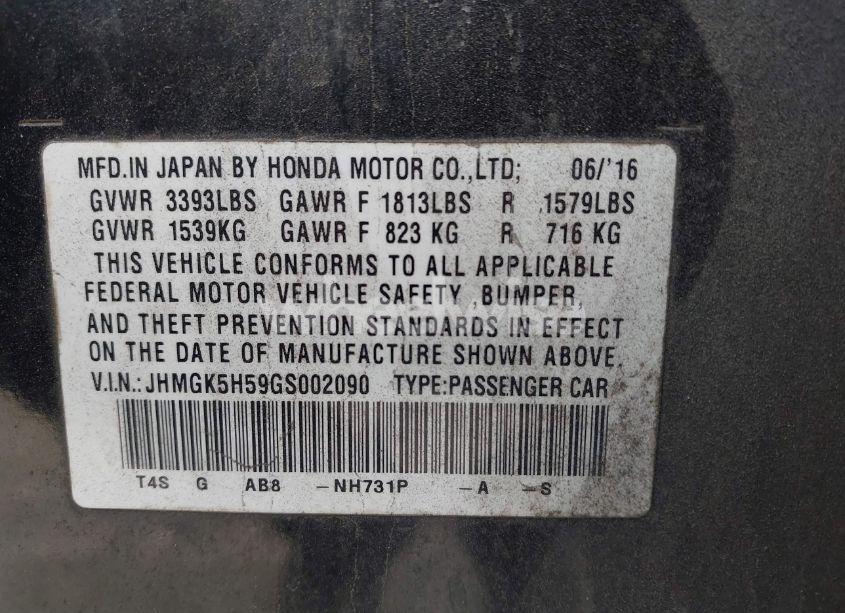 MFD.IN JAPAN BY HONDA MOTOR CO.,LTD; 06/'16
GVWR 3393LBS GAWR F 1813LBS R 1579LBS
GVWR 1539KG GAWR F 823 KG R 716 KG
THIS VEHICLE CONFORMS TO ALL APPLICABLE
FEDERAL MOTOR VEHICLE SAFETY ,BUMPER,
AND THEFT PREVENTION STANDARDS IN EFFECT
ON THE DATE OF MANUFACTURE SHOWN ABOVE.
V.I.N.: JHMGK5H59GS002090 TYPE:PASSENGER CAR
T4S G AB8 -NH731P -A -S